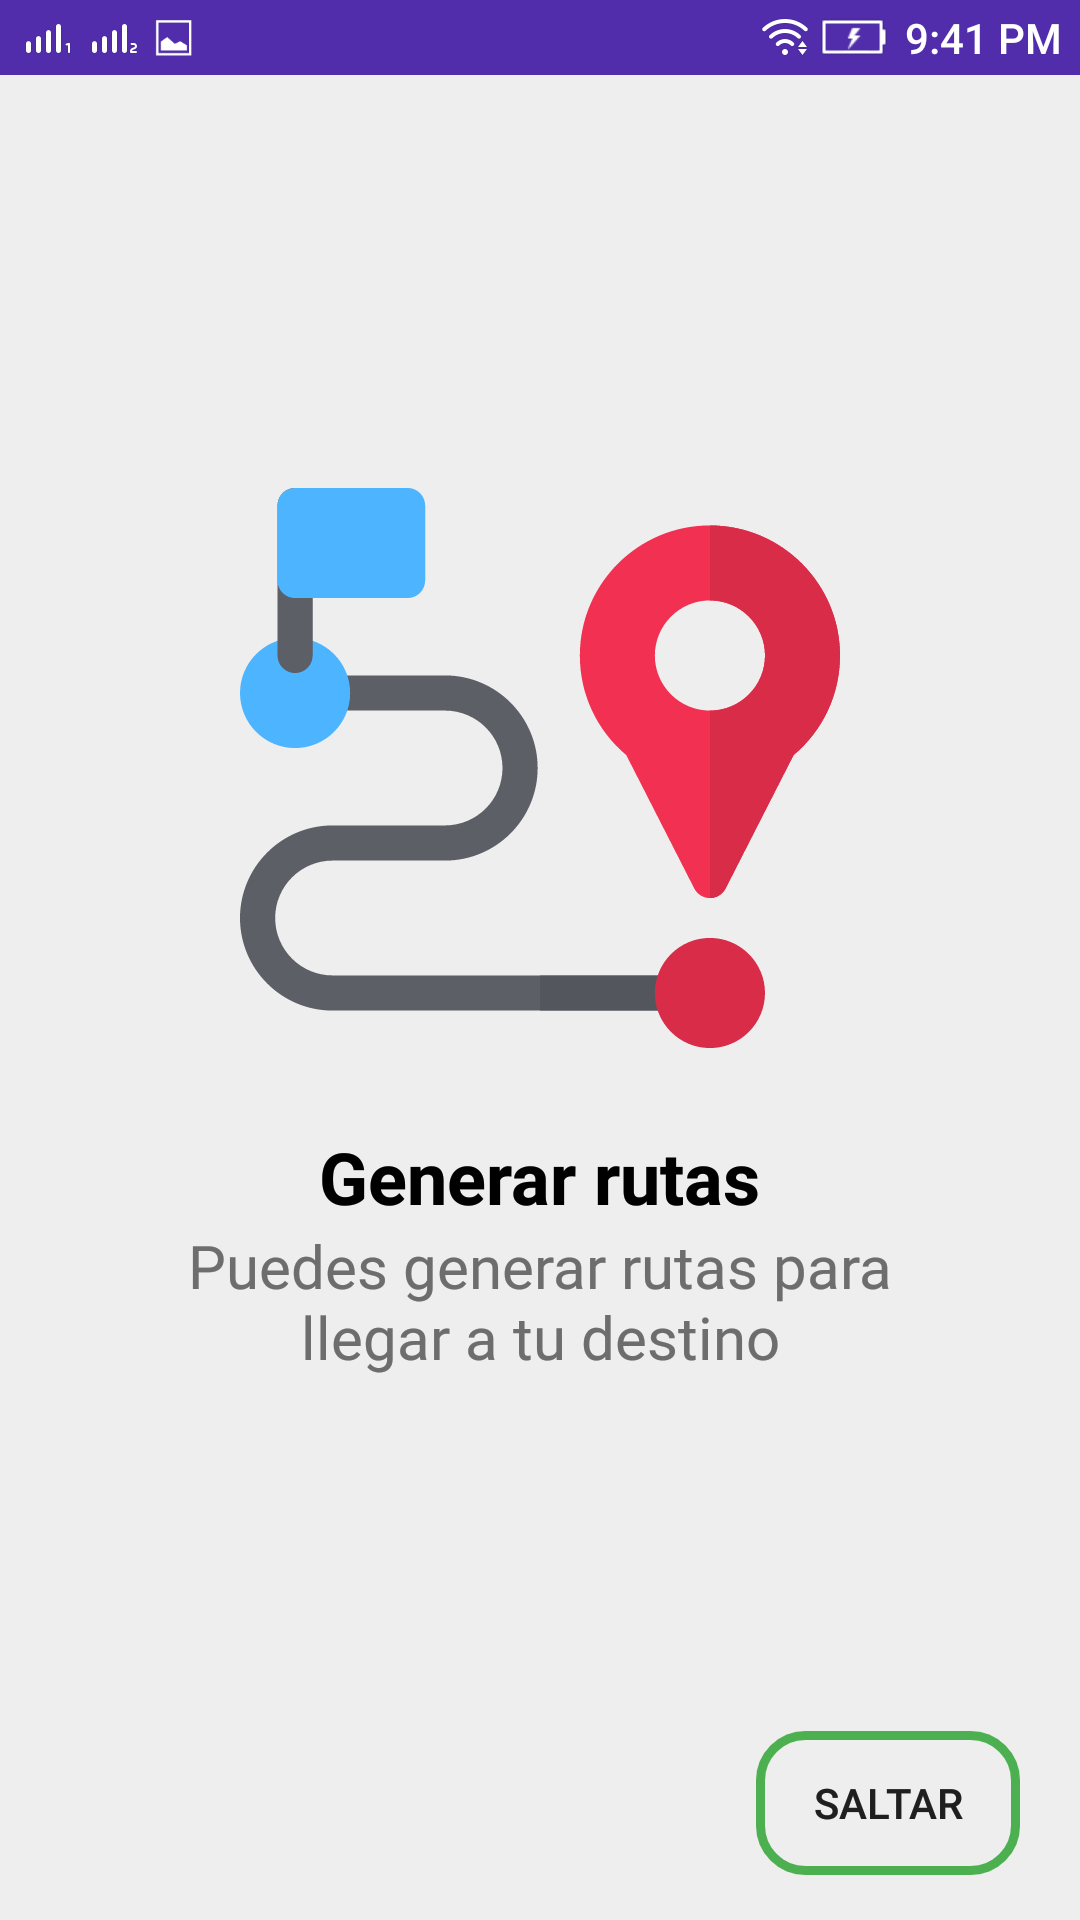 9:41 PM
Generar rutas
Puedes generar rutas para
llegar a tu destino
SALTAR